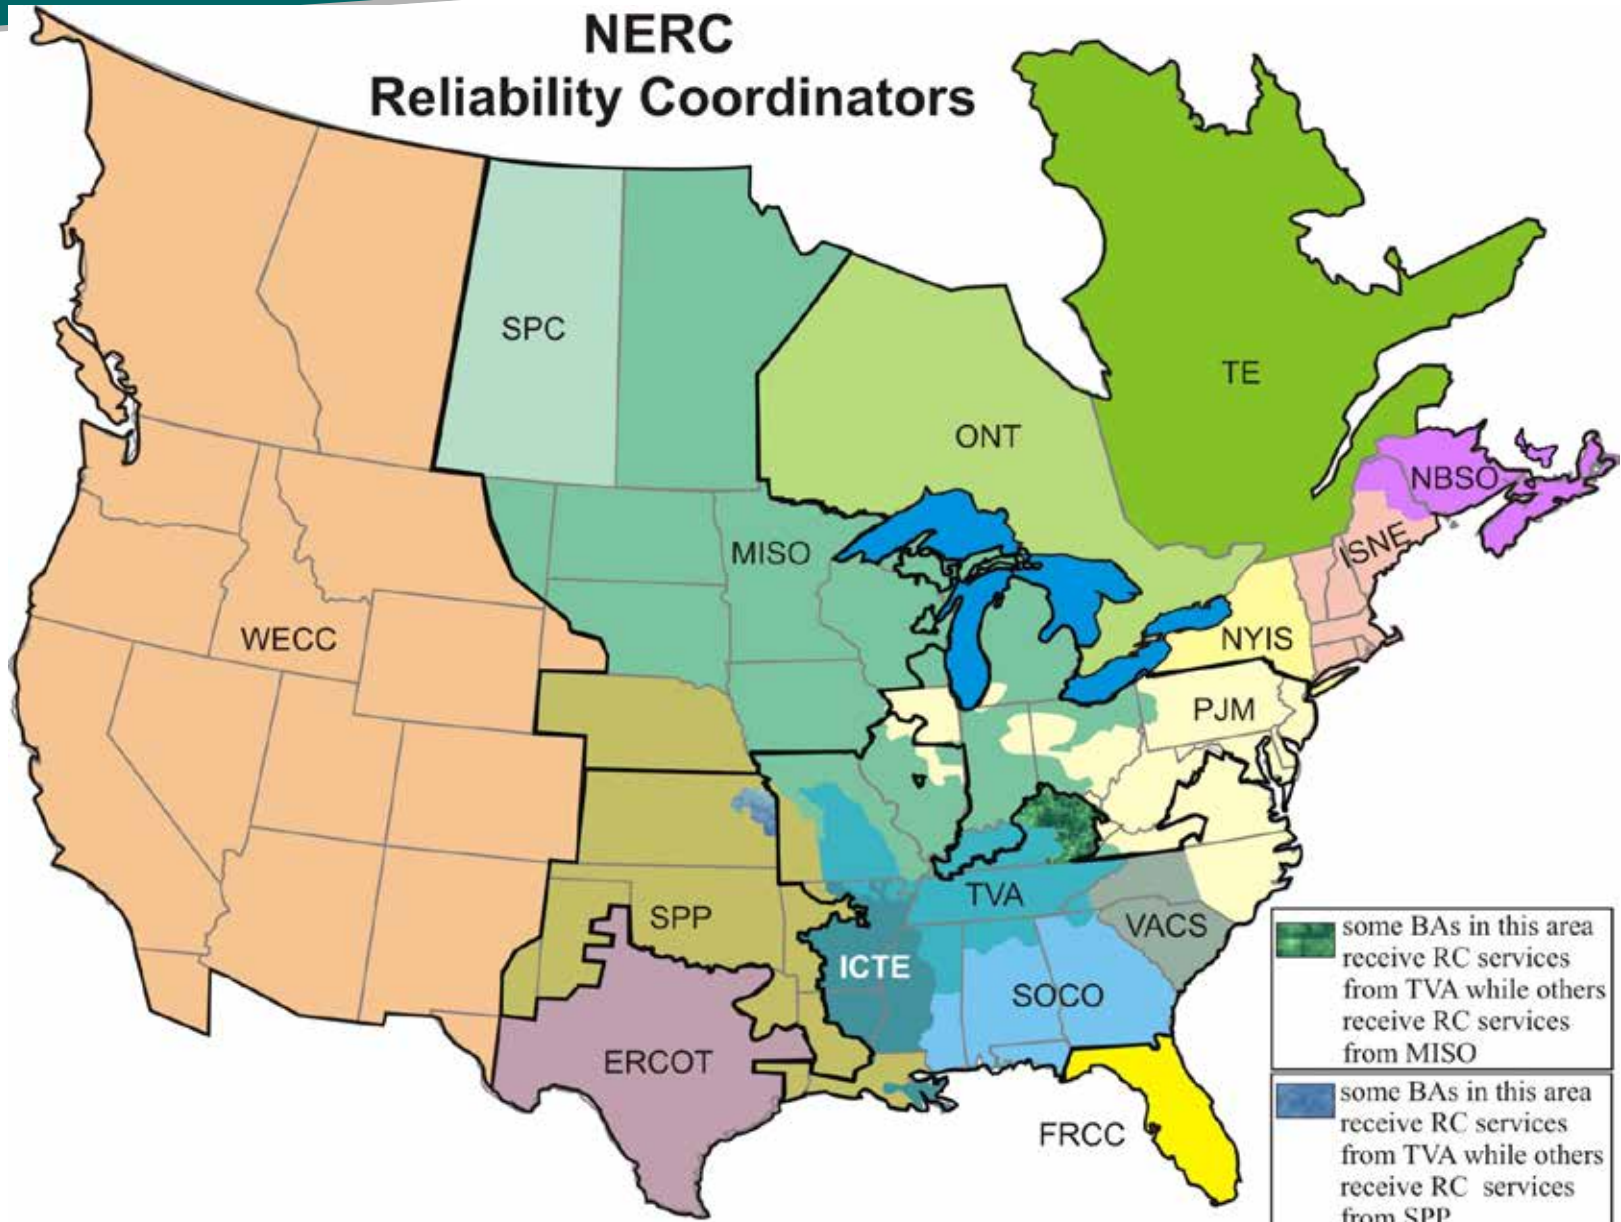 NERC
Reliability Coordinators
SPC
TE
ONT
NBSO
MISO
ISNE
WECC
NYIS
PJM
SPP
TVA
VACS
ICTE
SOCO
ERCOT
FRCC
some BAs in this area
receive RC services
from TVA while others
receive RC services
from MISO
some BAs in this area
receive RC services
from TVA while others
receive RC services
from SPP